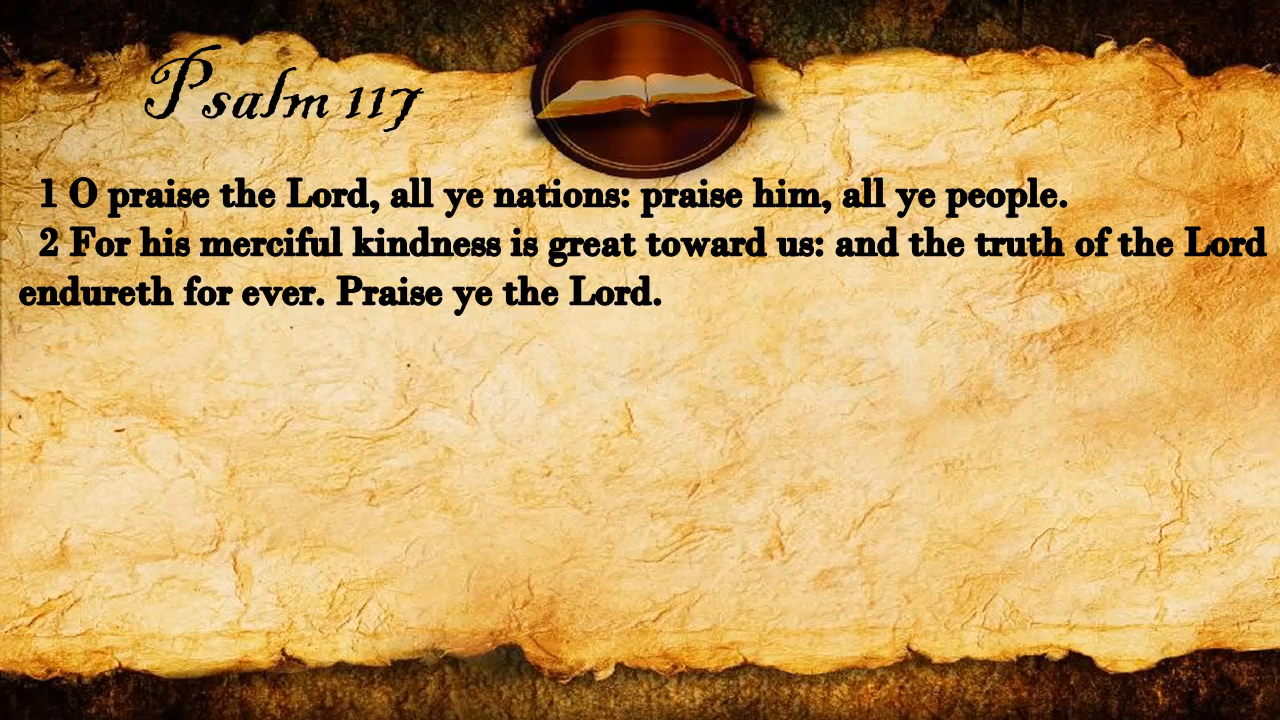 Psalm 117
1 O praise the Lord, all ye nations: praise him, all ye people.
2 For his merciful kindness is great toward us: and the truth of the Lord
endureth for ever. Praise ye the Lord.